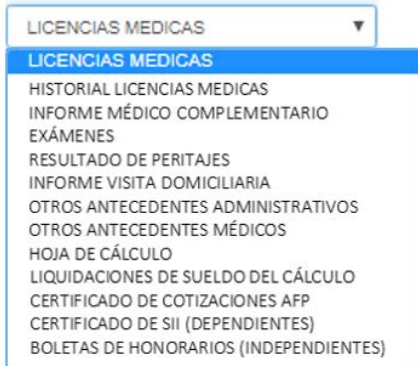 LICENCIAS MEDICAS ▼
LICENCIAS MEDICAS
HISTORIAL LICENCIAS MEDICAS
INFORME MÉDICO COMPLEMENTARIO
EXÁMENES
RESULTADO DE PERITAJES
INFORME VISITA DOMICILIARIA
OTROS ANTECEDENTES ADMINISTRATIVOS
OTROS ANTECEDENTES MÉDICOS
HOJA DE CÁLCULO
LIQUIDACIONES DE SUELDO DEL CÁLCULO
CERTIFICADO DE COTIZACIONES AFP
CERTIFICADO DE SII (DEPENDIENTES)
BOLETAS DE HONORARIOS (INDEPENDIENTES)